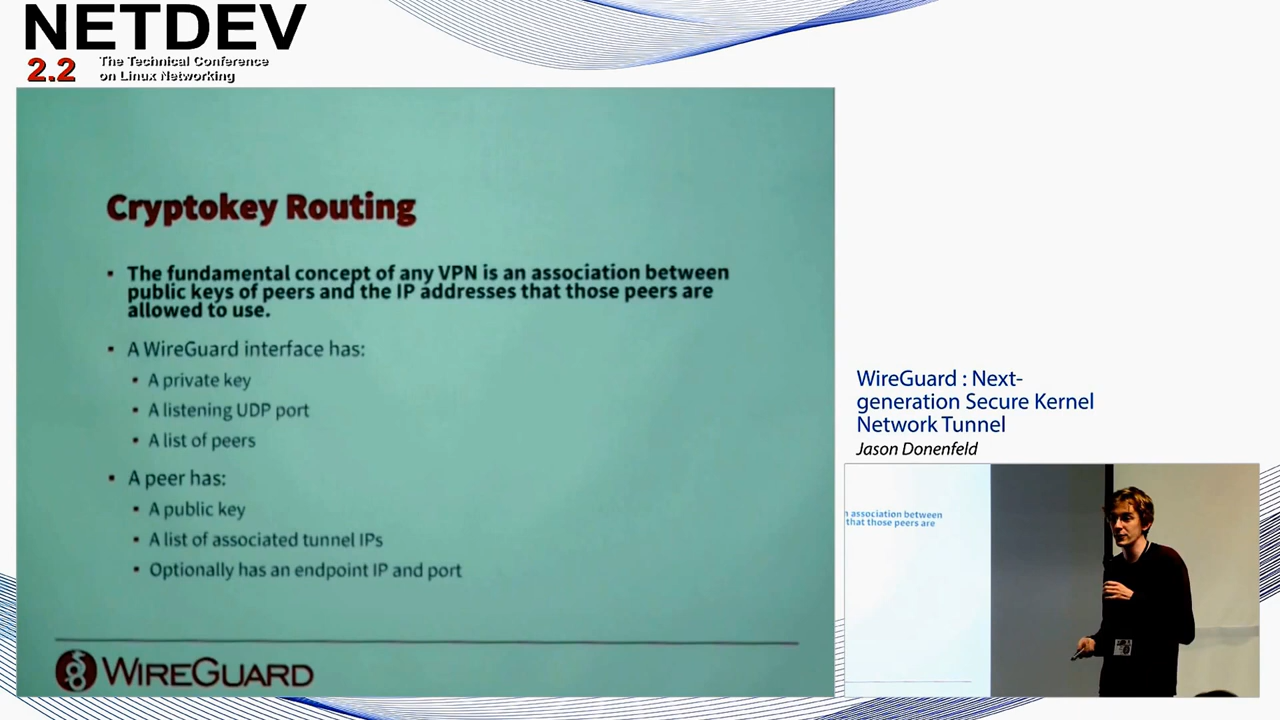 NETDEV
2.2 The Technical Conference
on Linux Networking
Cryptokey Routing
▪ The fundamental concept of any VPN is an association between
public keys of peers and the IP addresses that those peers are
allowed to use.
▪ A WireGuard interface has:
▪ A private key
▪ A listening UDP port
▪ A list of peers
▪ A peer has:
▪ A public key
▪ A list of associated tunnel IPs
▪ Optionally has an endpoint IP and port
WIREGUARD
WireGuard : Next-
generation Secure Kernel
Network Tunnel
Jason Donenfeld
association between
that those peers are